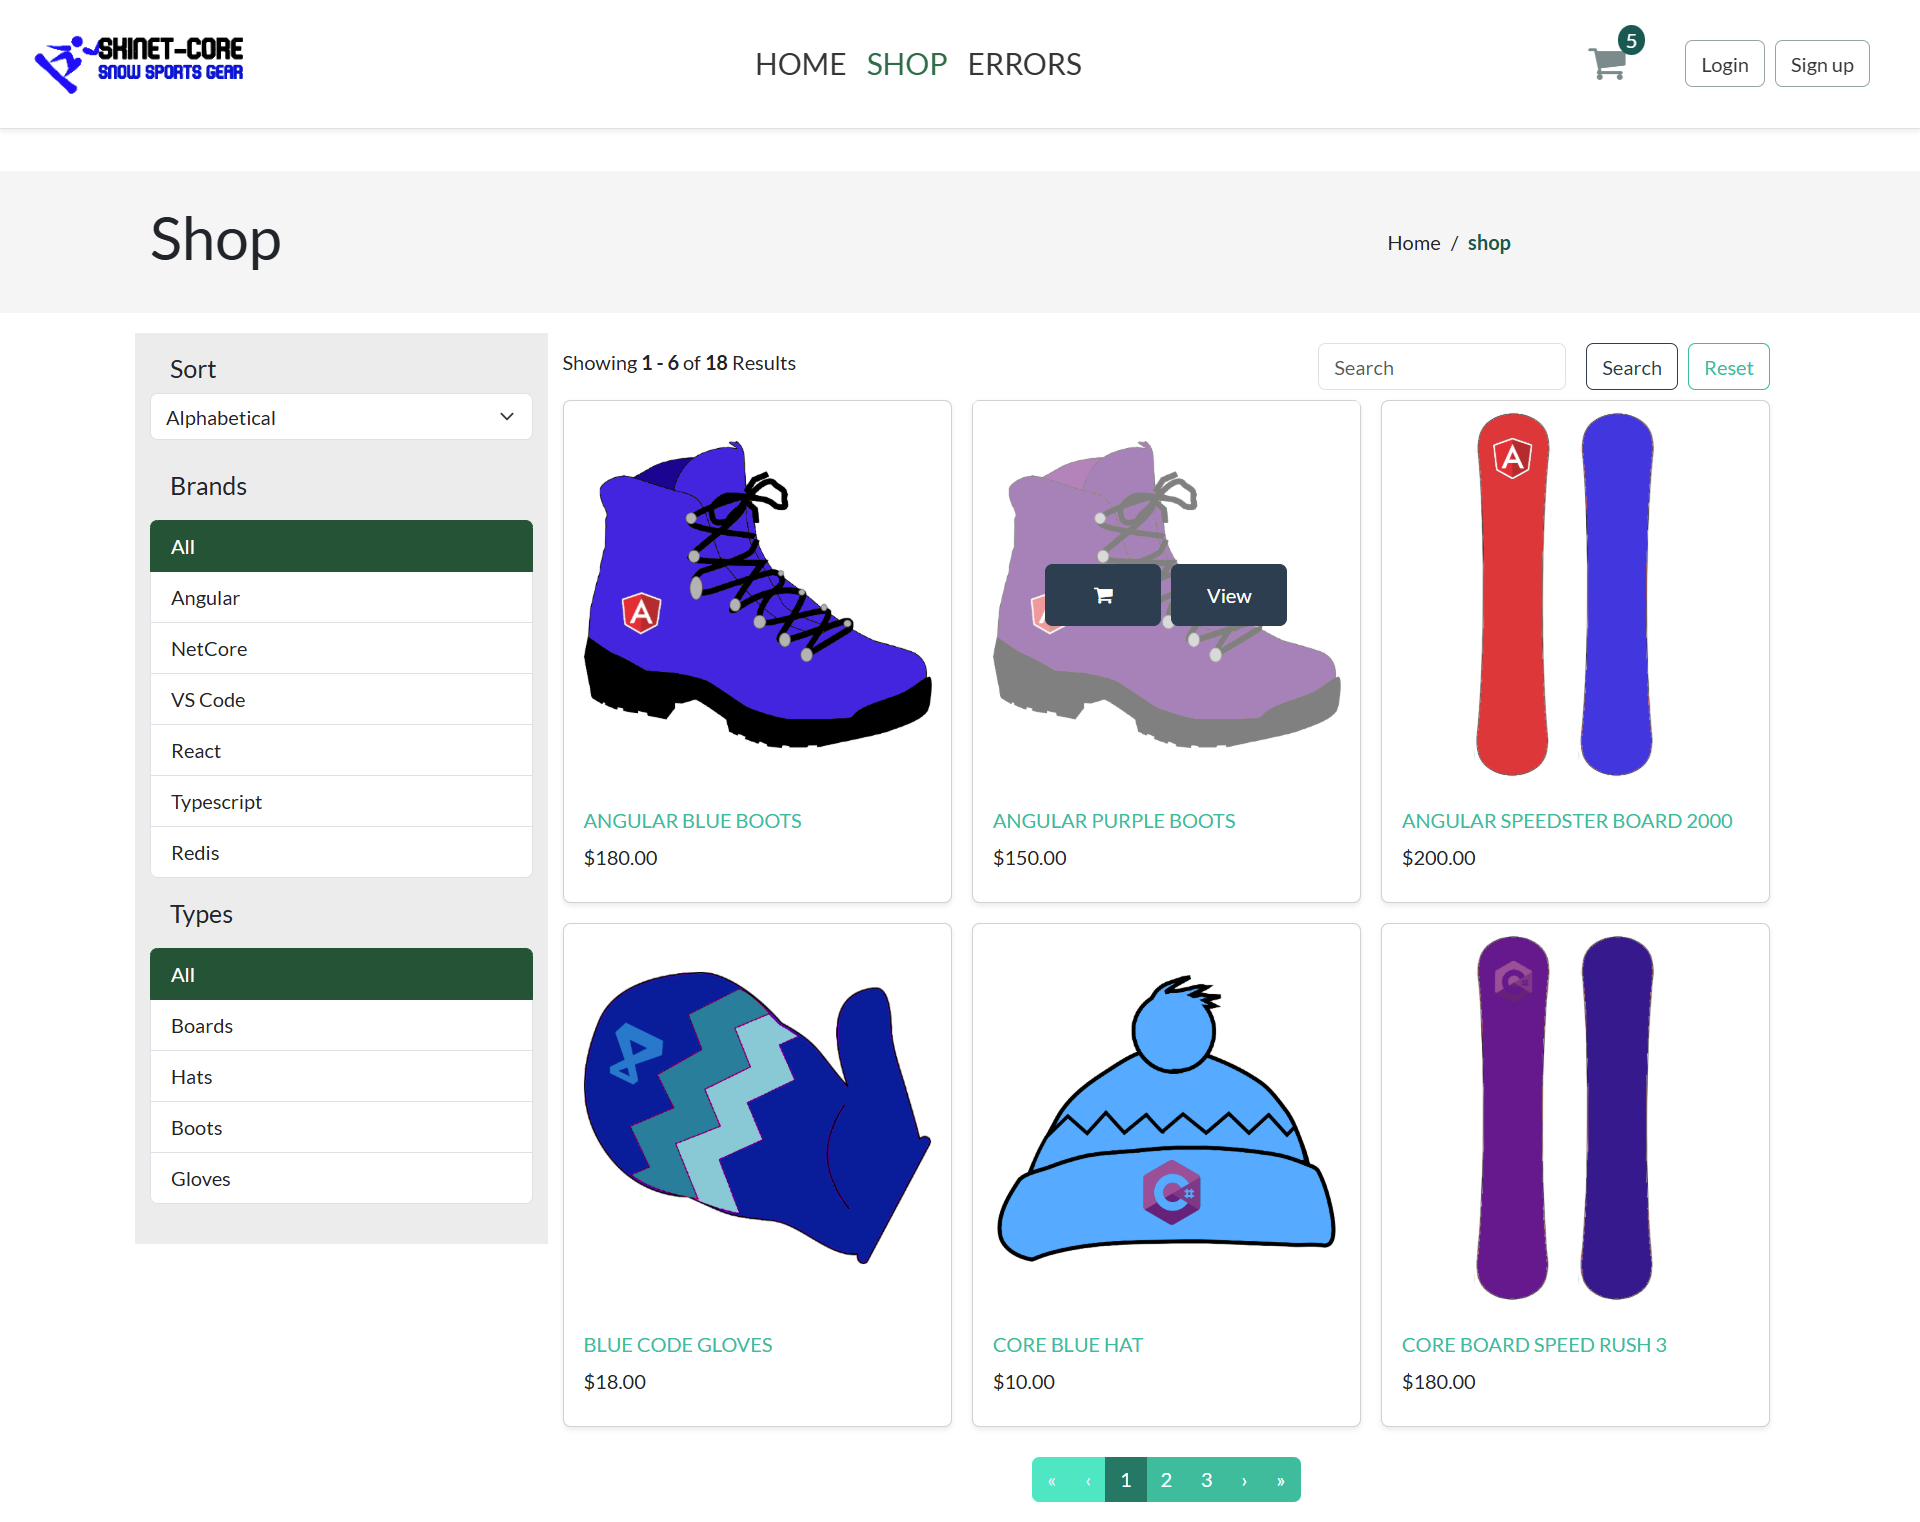 SKINET-CORE
SNOW SPORTS GEAR
HOME SHOP ERRORS
5
Login
Sign up
Shop
Home / shop
Sort
Alphabetical
Brands
All
Angular
NetCore
VS Code
React
Typescript
Redis
Types
All
Boards
Hats
Boots
Gloves
Showing 1 - 6 of 18 Results
Search
Search
Reset
View
ANGULAR BLUE BOOTS
$180.00
ANGULAR PURPLE BOOTS
$150.00
ANGULAR SPEEDSTER BOARD 2000
$200.00
BLUE CODE GLOVES
$18.00
C#
CORE BLUE HAT
$10.00
CORE BOARD SPEED RUSH 3
$180.00
« ‹ 1 2 3 › »